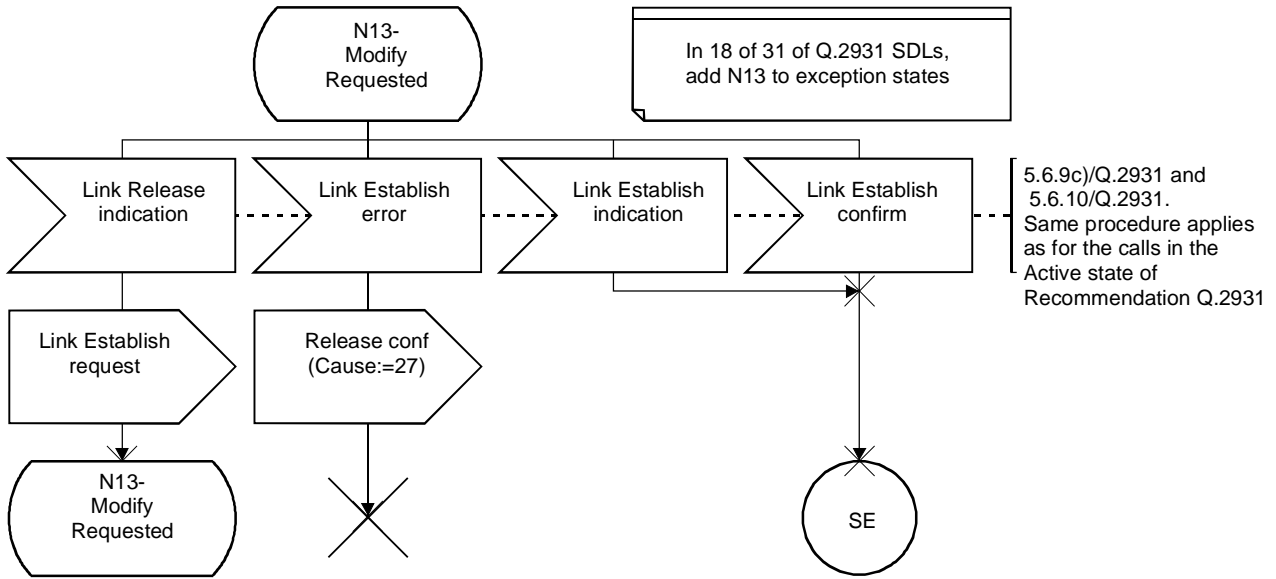 N13-
Modify
Requested
In 18 of 31 of Q.2931 SDLs,
add N13 to exception states
Link Release
indication
Link Establish
error
Link Establish
indication
Link Establish
confirm
5.6.9c)/Q.2931 and
5.6.10/Q.2931.
Same procedure applies
as for the calls in the
Active state of
Recommendation Q.2931
Link Establish
request
Release conf
(Cause:=27)
N13-
Modify
Requested
SE